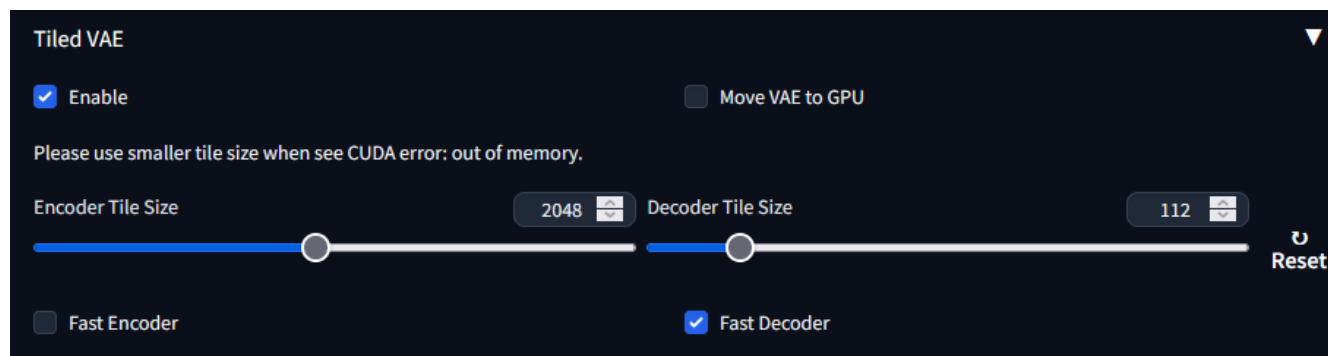 Tiled VAE ▼
Enable
Move VAE to GPU
Please use smaller tile size when see CUDA error: out of memory.
Encoder Tile Size 2048
Decoder Tile Size 112
↻
Reset
Fast Encoder
Fast Decoder